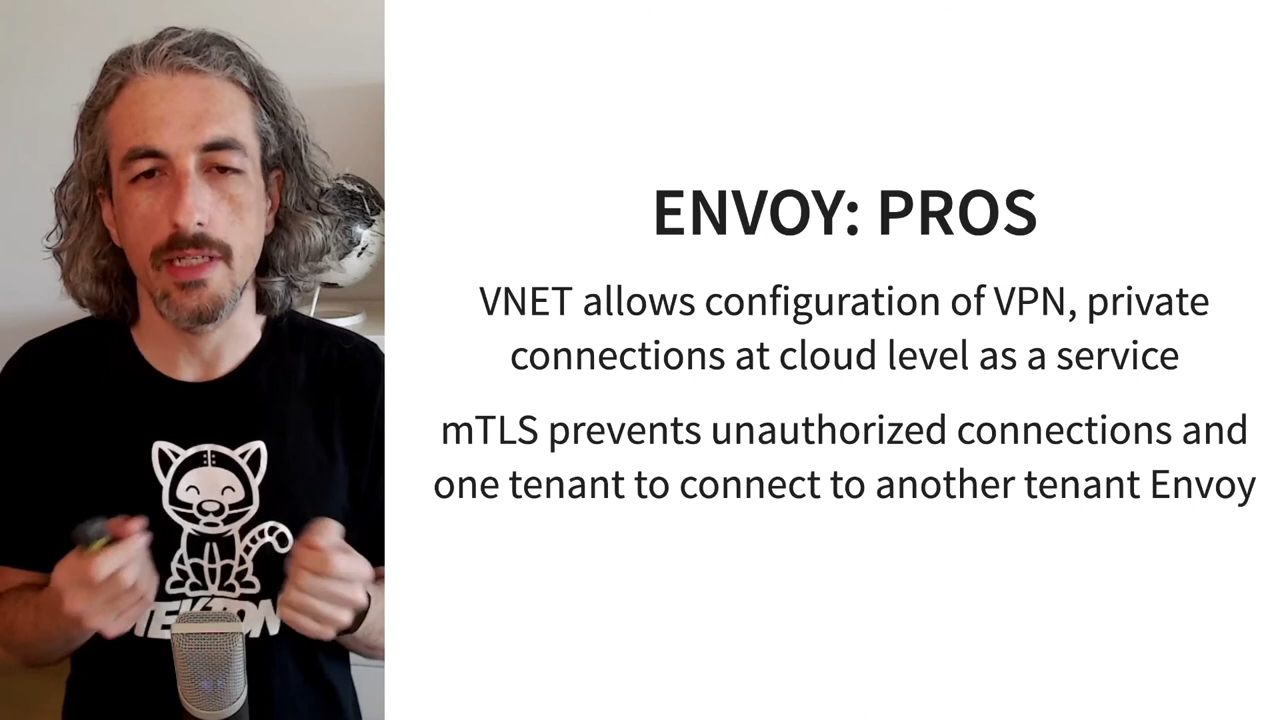 ENVOY: PROS
VNET allows configuration of VPN, private
connections at cloud level as a service
mTLS prevents unauthorized connections and
one tenant to connect to another tenant Envoy
TEKTON